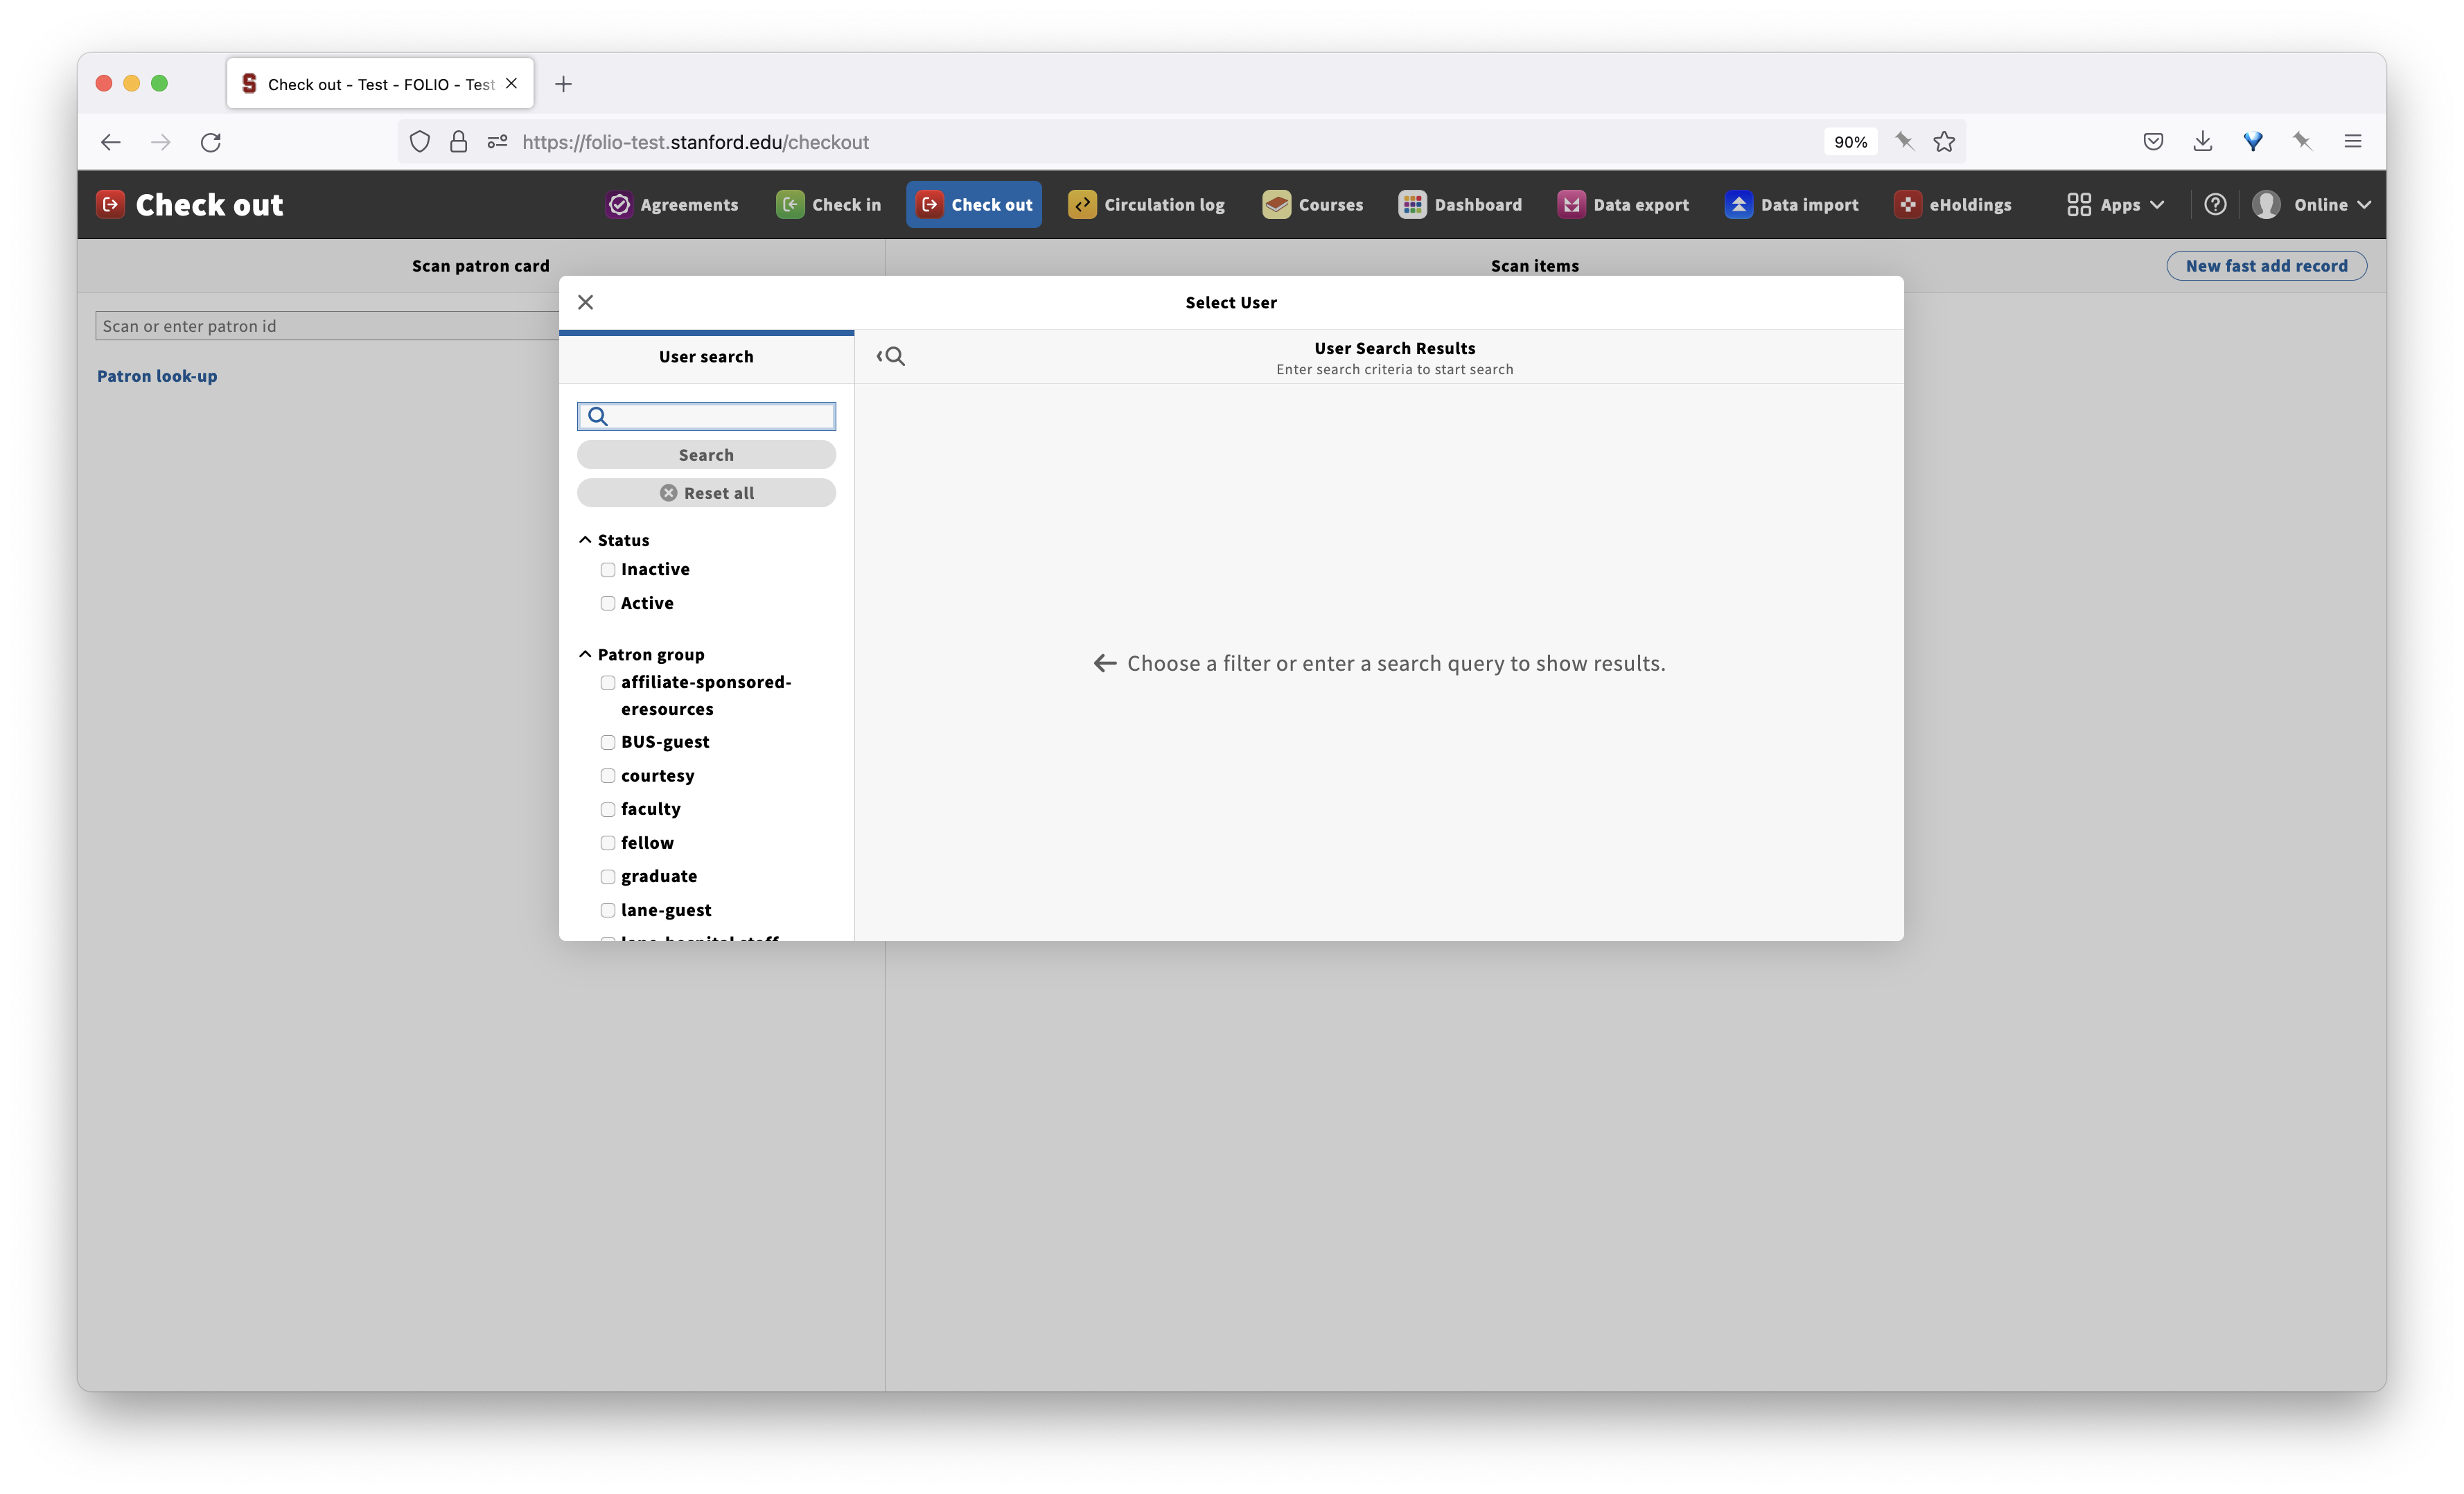 Check out - Test - FOLIO - Test
https://folio-test.stanford.edu/checkout
90%
Check out
Agreements
Check in
Check out
Circulation log
Courses
Dashboard
Data export
Data import
eHoldings
Apps
Online
Scan patron card
Scan items
New fast add record
Scan or enter patron id
Patron look-up
Select User
User search
User Search Results
Enter search criteria to start search
Search
Reset all
Status
Inactive
Active
Choose a filter or enter a search query to show results.
Patron group
affiliate-sponsored-
eresources
BUS-guest
courtesy
faculty
fellow
graduate
lane-guest